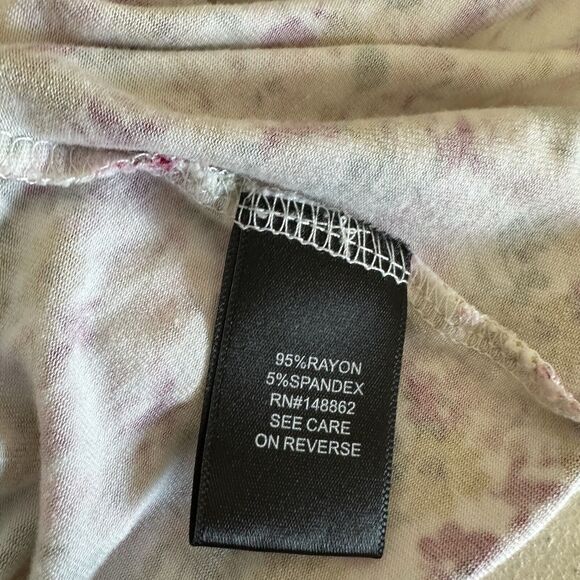 95%RAYON
5%SPANDEX
RN#148862
SEE CARE
ON REVERSE